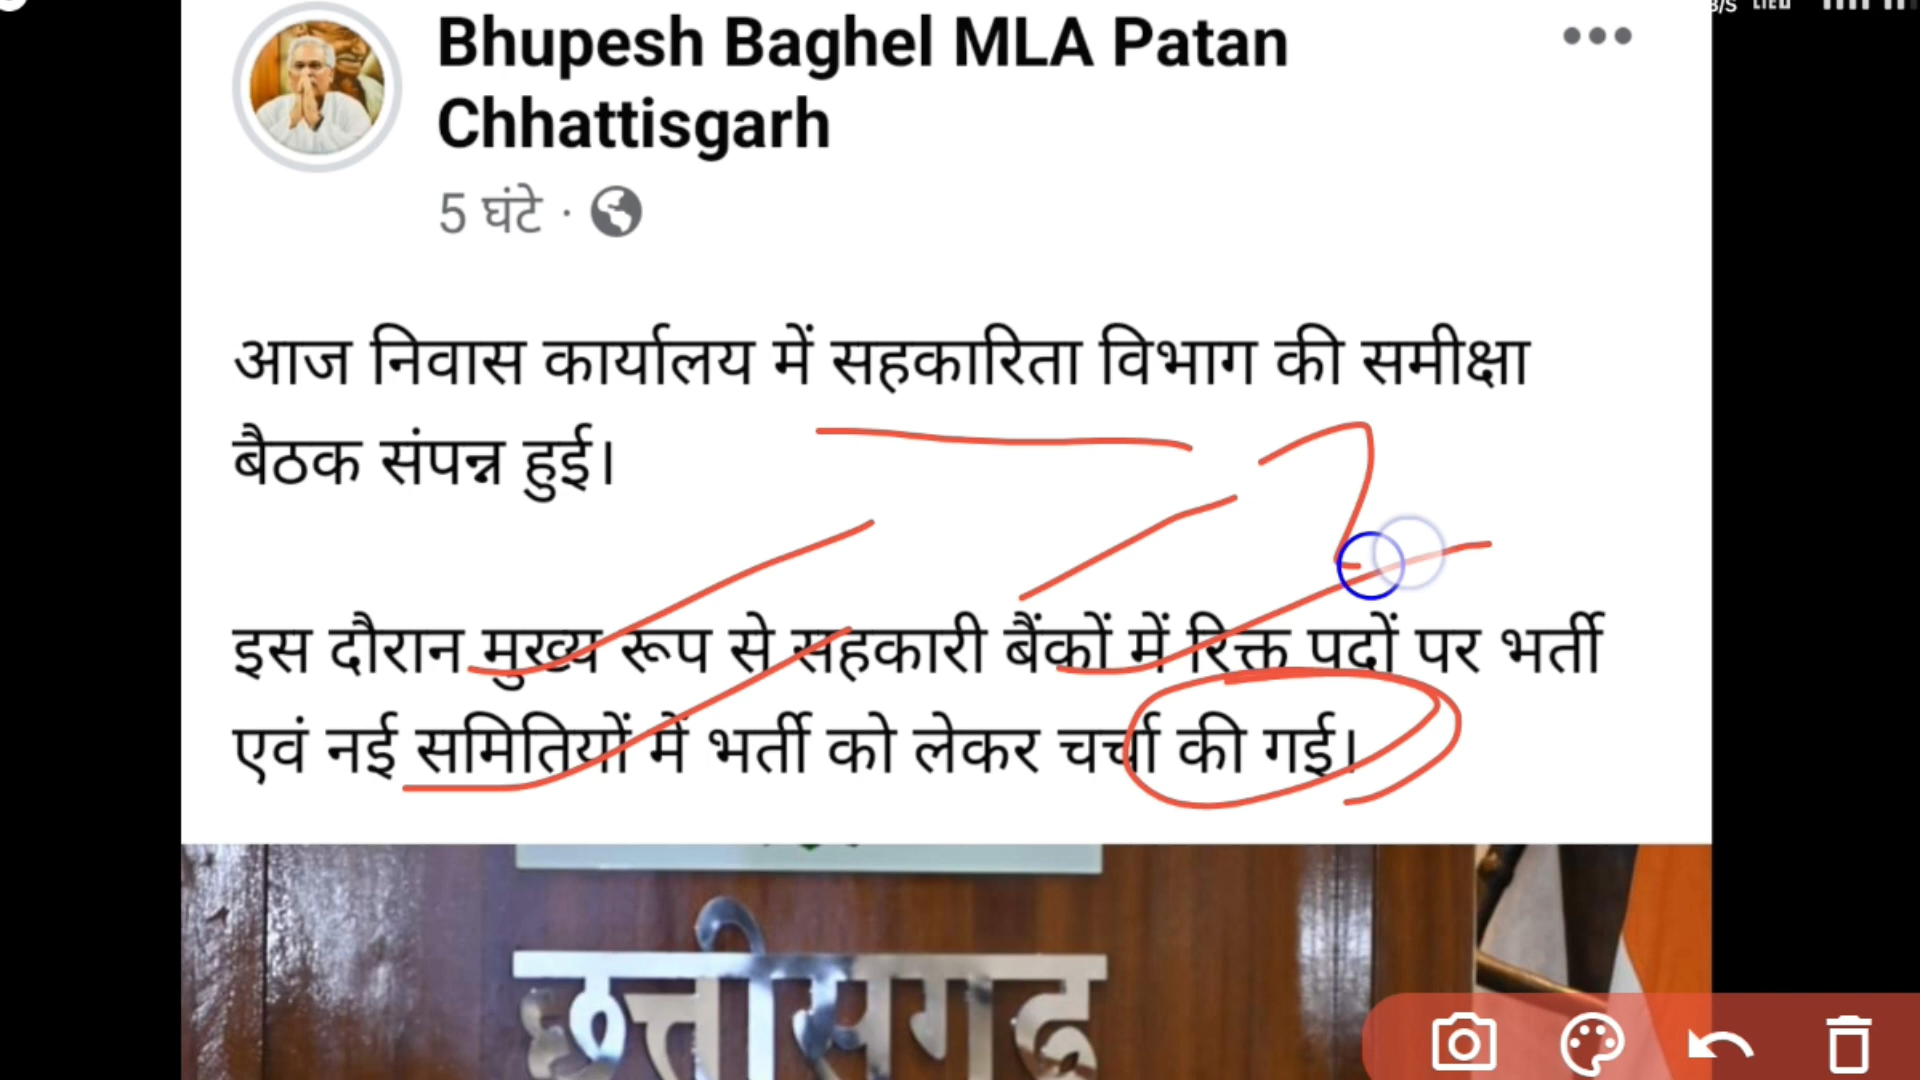 Bhupesh Baghel MLA Patan
Chhattisgarh
5 घंटे ·
आज निवास कार्यालय में सहकारिता विभाग की समीक्षा
बैठक संपन्न हुई।
इस दौरान मुख्य रूप से सहकारी बैंकों में रिक्त पदों पर भर्ती
एवं नई समितियों में भर्ती को लेकर चर्चा की गई।
छत्तीसगढ़